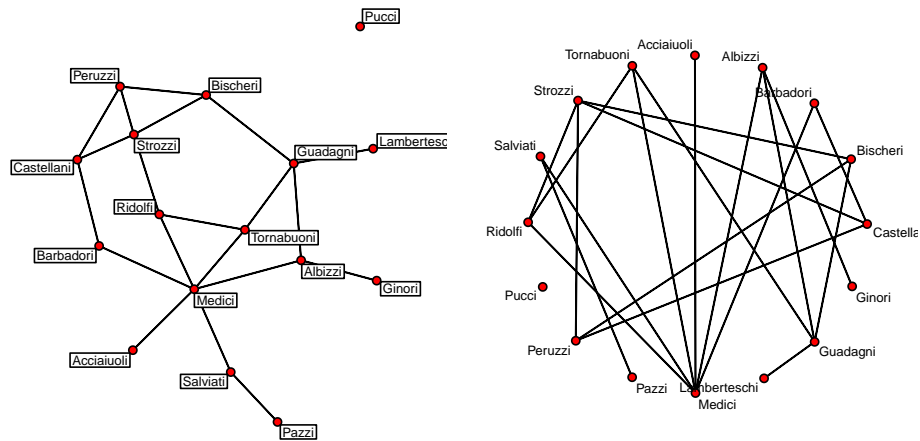 Pucci
Peruzzi
Bischeri
Strozzi
Castellani
Guadagni
Lambertesch
Ridolfi
Tornabuoni
Barbadori
Albizzi
Ginori
Medici
Acciaiuoli
Salviati
Pazzi
Acciaiuoli
Tornabuoni
Albizzi
Strozzi
Barbadori
Salviati
Bischeri
Ridolfi
Castella
Pucci
Ginori
Peruzzi
Guadagni
Pazzi
Lamberteschi
Medici